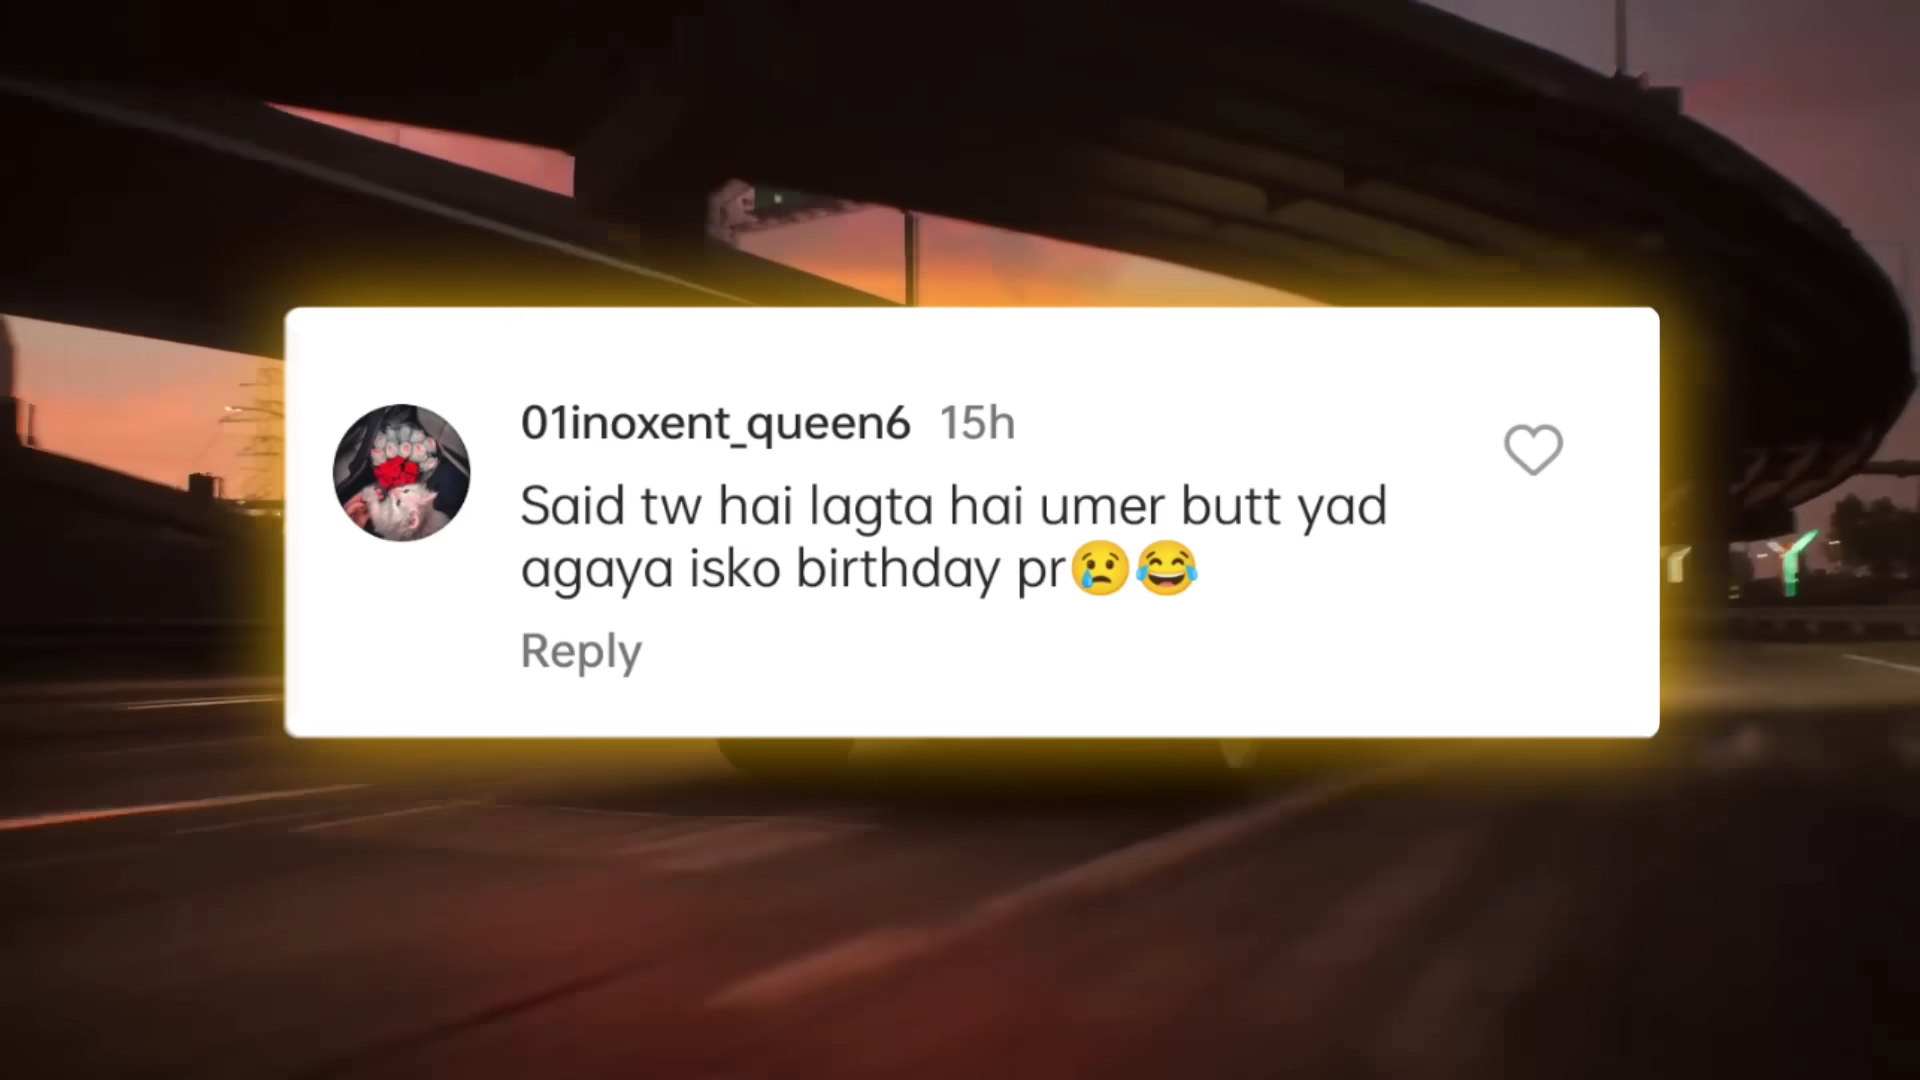 01inoxent_queen6 15h
Said tw hai lagta hai umer butt yad
agaya isko birthday pr😢😂
Reply